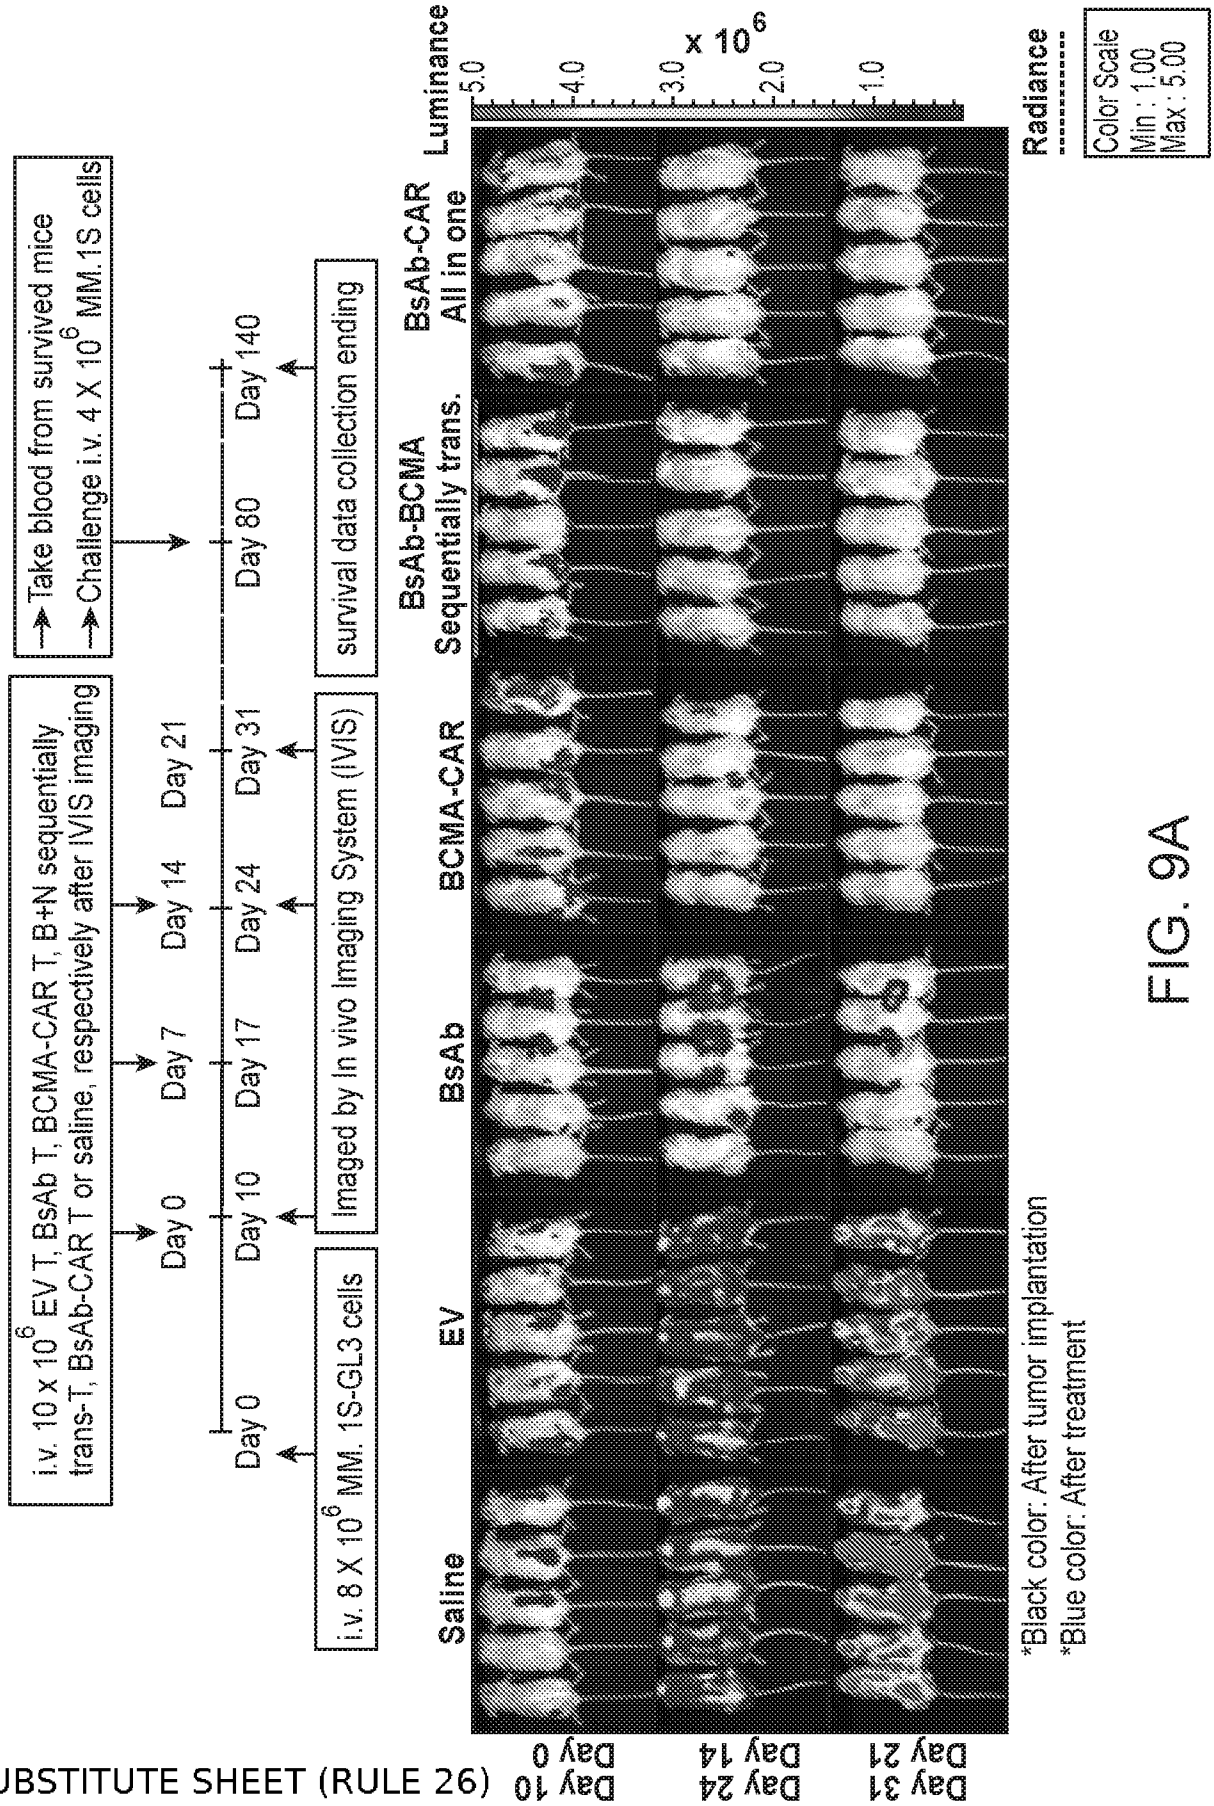 i.v. 10 x 10^6 EV T, BsAb T, BCMA-CAR T, B+N sequentially
trans-T, BsAb-CAR T or saline, respectively after IVIS imaging
Take blood from survived mice
Challenge i.v. 4 X 10^6 MM.1S cells
Day 0
Day 7
Day 14
Day 21
Day 0
Day 10
Day 17
Day 24
Day 31
Day 80
Day 140
i.v. 8 X 10^6 MM. 1S-GL3 cells
Imaged by In vivo Imaging System (IVIS)
survival data collection ending
Saline
EV
BsAb
BCMA-CAR
BsAb-BCMA
Sequentially trans.
BsAb-CAR
All in one
Luminance
5.0
4.0
3.0
2.0
1.0
x 10^6
Day 10
Day 0
Day 24
Day 14
Day 31
Day 21
Radiance
Color Scale
Min : 1.00
Max : 5.00
*Black color: After tumor implantation
*Blue color: After treatment
FIG. 9A
UBSTITUTE SHEET (RULE 26)